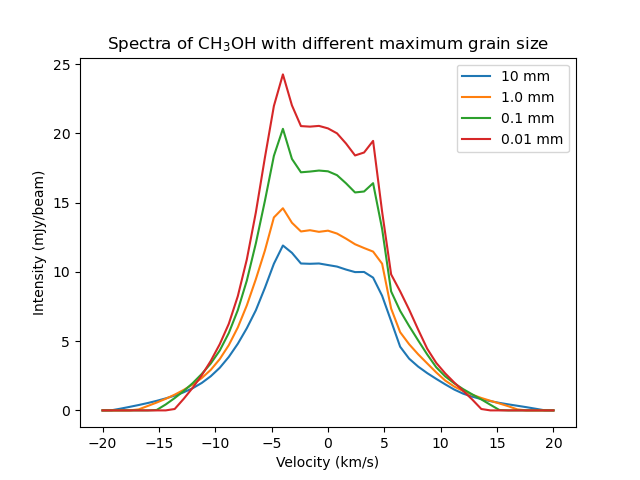 Spectra of CH₃OH with different maximum grain size
25
20
15
10
5
0
Intensity (mJy/beam)
10 mm
1.0 mm
0.1 mm
0.01 mm
−20 −15 −10 −5 0 5 10 15 20
Velocity (km/s)